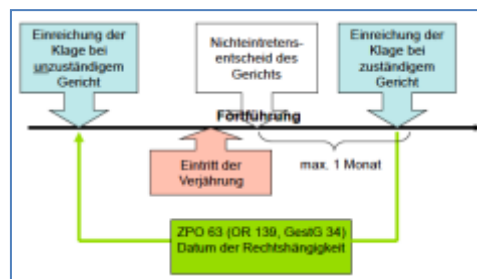 Einreichung der
Klage bei
unzuständigem
Gericht
Nichteintretens-
entscheid des
Gerichts
Einreichung der
Klage bei
zuständigem
Gericht
Fortführung
Eintritt der
Verjährung
max. 1 Monat
ZPO 63 (OR 139, GestG 34)
Datum der Rechtshängigkeit